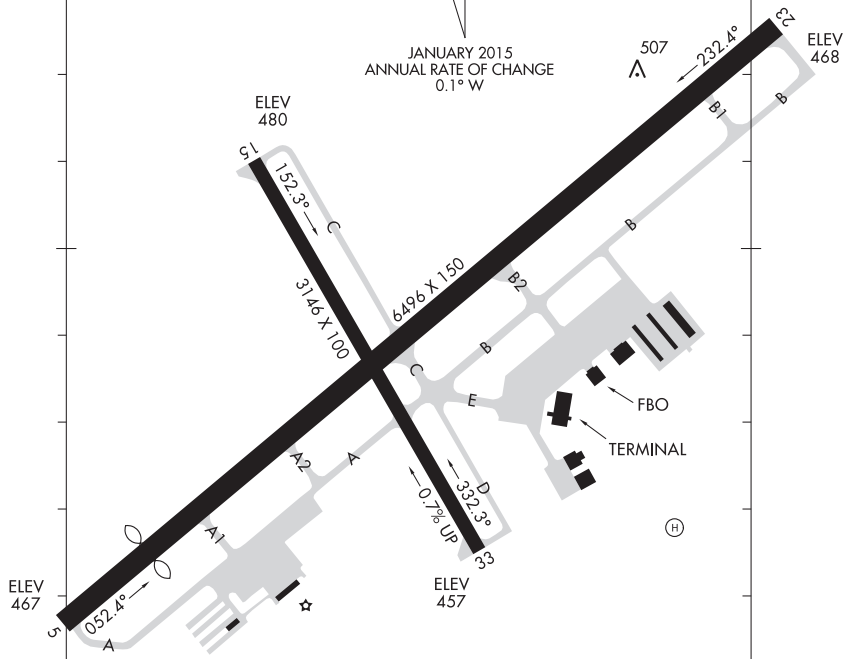 JANUARY 2015
ANNUAL RATE OF CHANGE
0.1° W
507
232.4°
23
ELEV
468
B1
B
ELEV
480
15
152.3°
C
B
3146 X 100
6496 X 150
B2
C
B
E
FBO
TERMINAL
A2
A
D
332.3°
0.7% UP
33
ELEV
457
H
A1
ELEV
467
052.4°
5
A